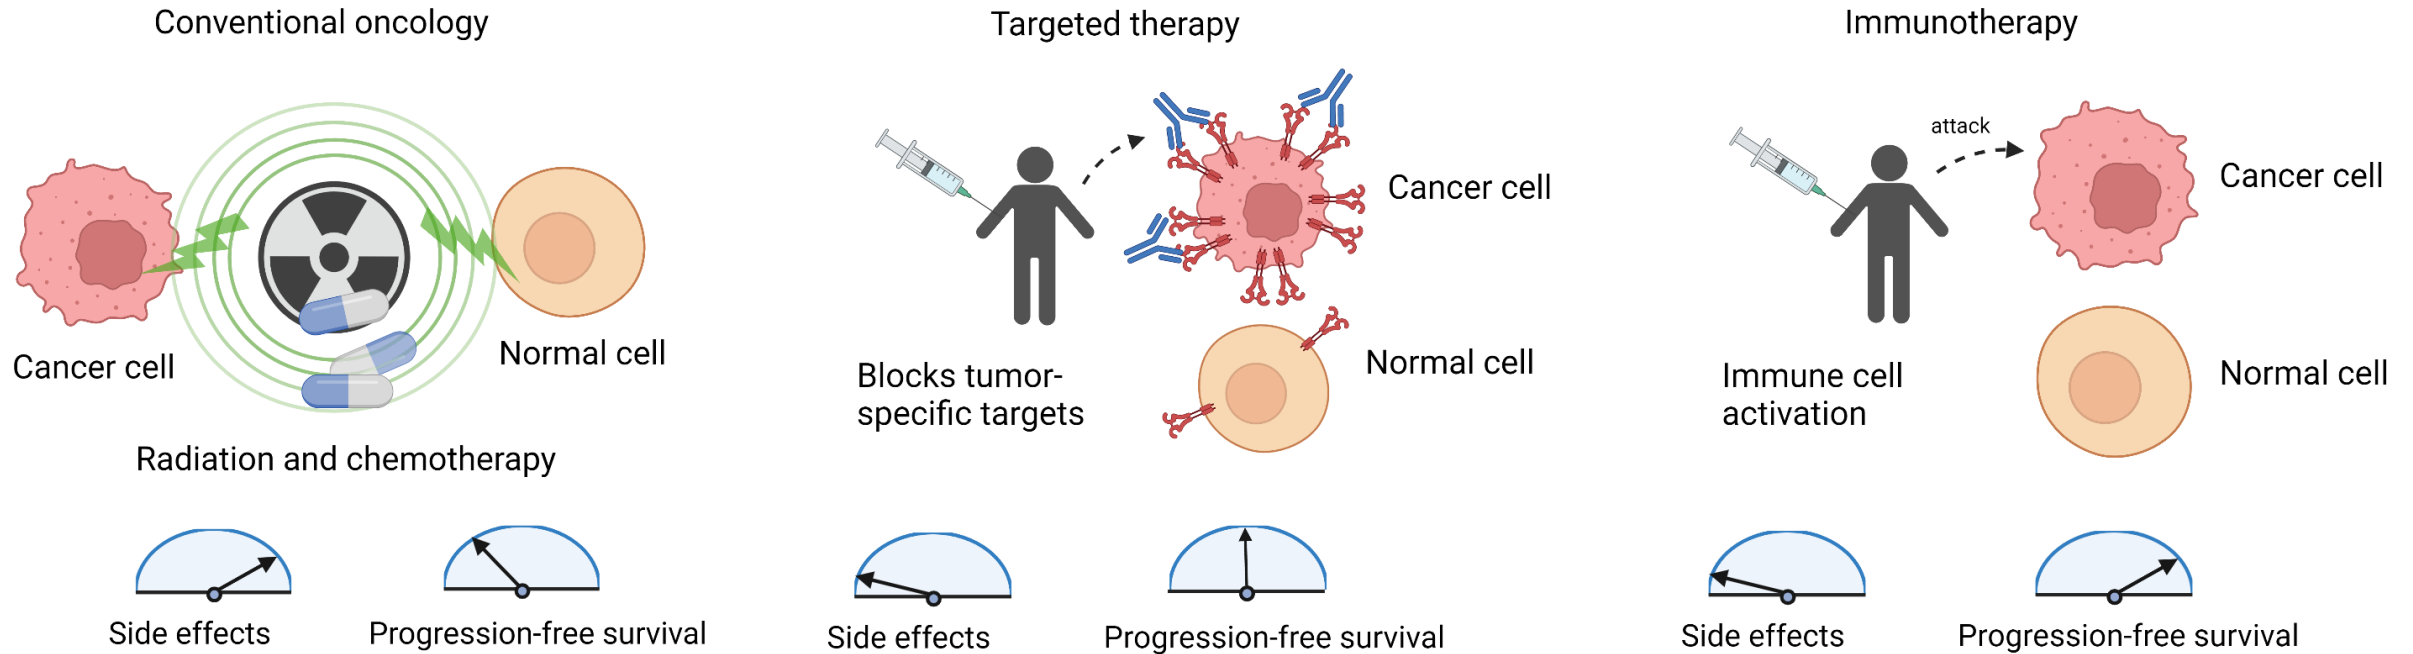 Conventional oncology
Cancer cell
Normal cell
Radiation and chemotherapy
Side effects
Progression-free survival
Targeted therapy
Cancer cell
Normal cell
Blocks tumor-
specific targets
Side effects
Progression-free survival
Immunotherapy
attack
Cancer cell
Immune cell
activation
Normal cell
Side effects
Progression-free survival